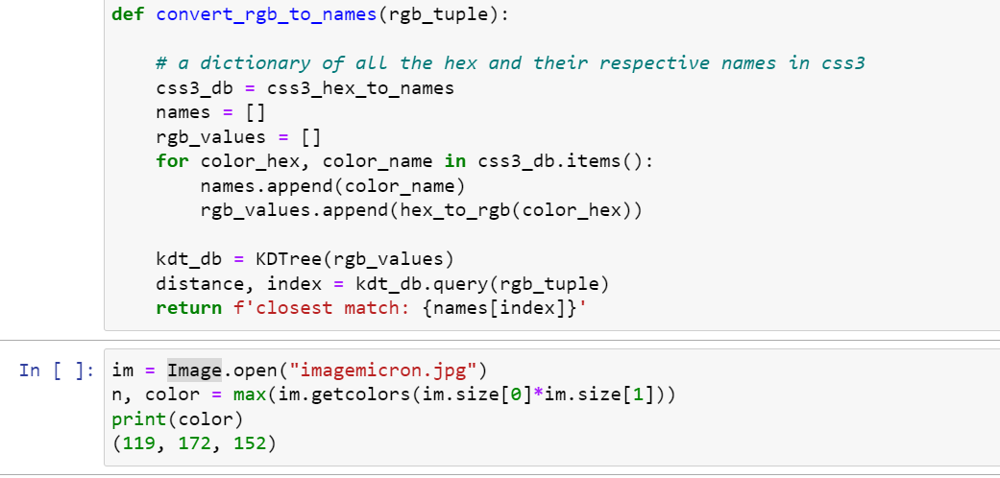 def convert_rgb_to_names(rgb_tuple):
# a dictionary of all the hex and their respective names in css3
css3_db = css3_hex_to_names
names = []
rgb_values = []
for color_hex, color_name in css3_db.items():
names.append(color_name)
rgb_values.append(hex_to_rgb(color_hex))
kdt_db = KDTree(rgb_values)
distance, index = kdt_db.query(rgb_tuple)
return f'closest match: {names[index]}'
In [ ]: im = Image.open("imagemicron.jpg")
n, color = max(im.getcolors(im.size[0]*im.size[1]))
print(color)
(119, 172, 152)